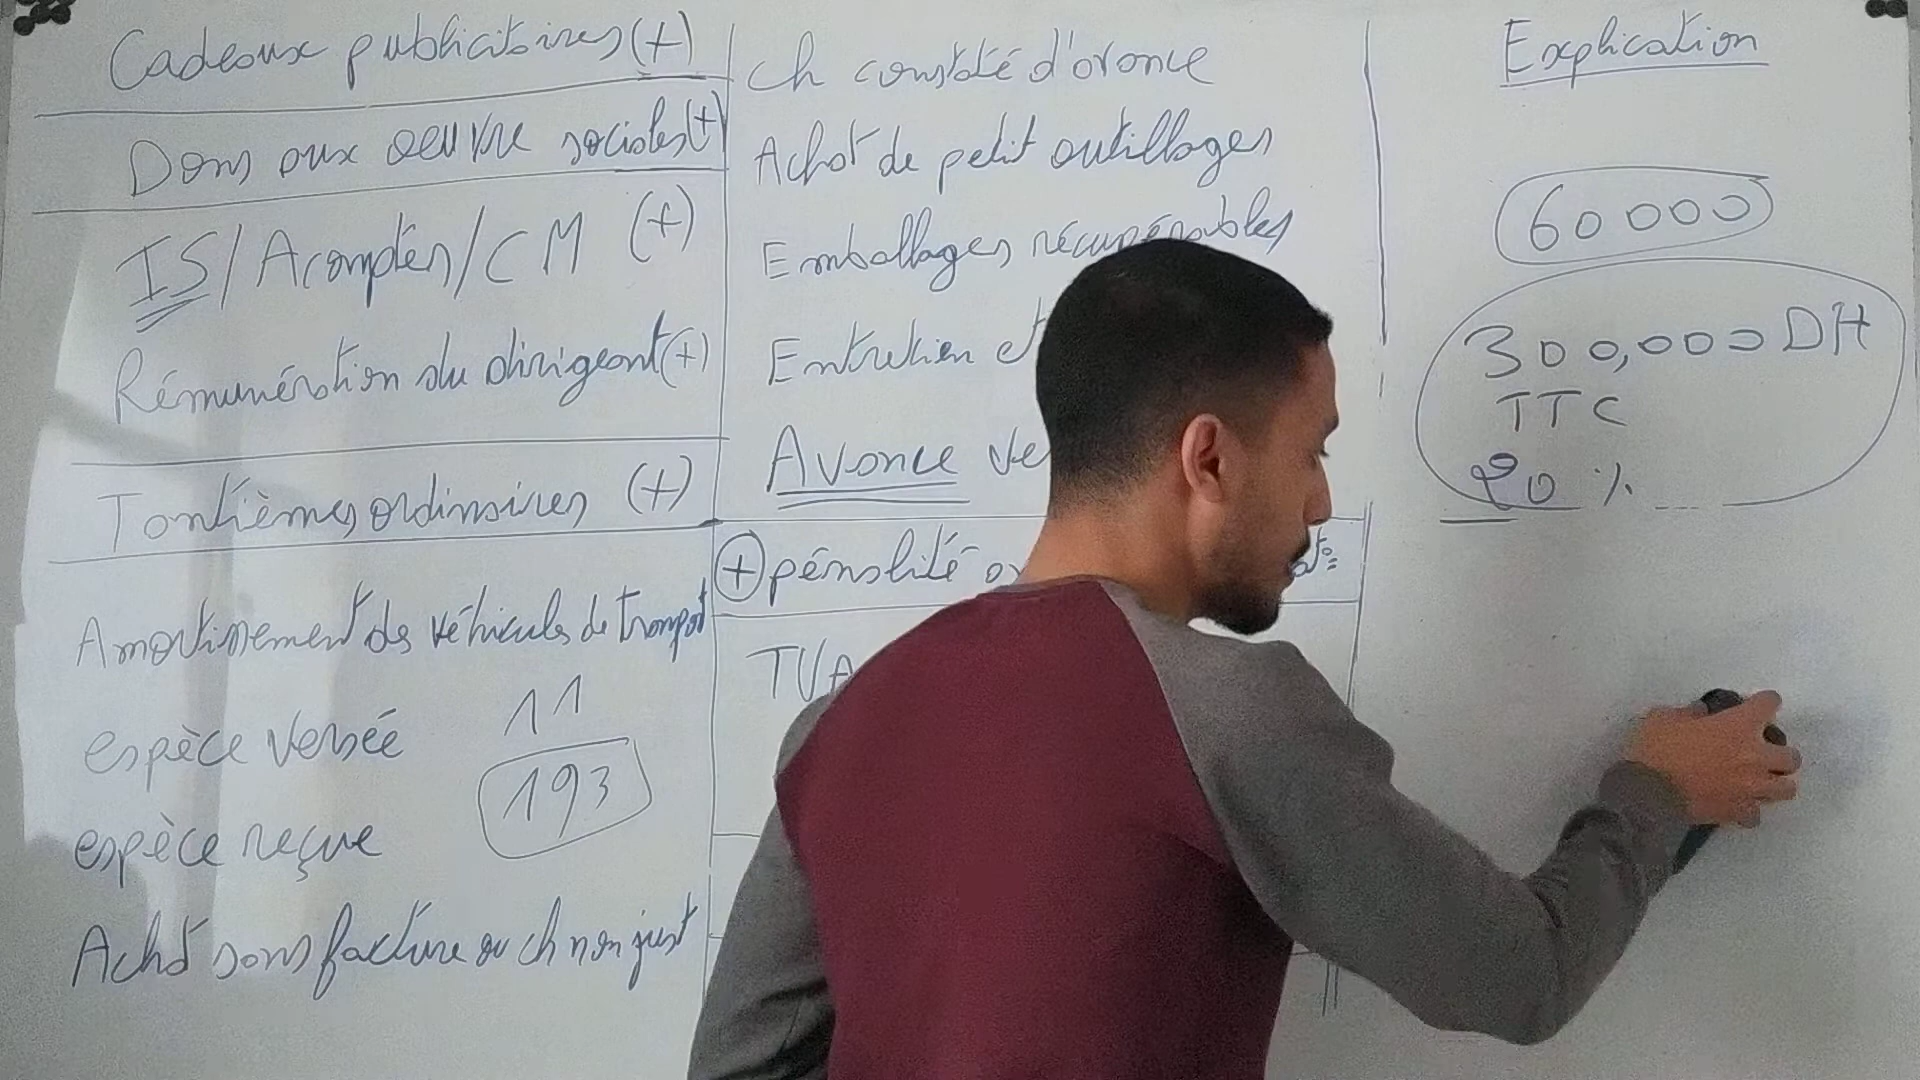 Cadeaux publicitaires (+)
Dons aux oeuvre sociales (+)
IS / Acomptes / CM (+)
Rémunération du dirigeant (+)
Tantièmes ordinaires (+)
Amortissement des véhicules de transport
espèce versée
11
193
espèce reçue
Achat sans facture ou ch non just
ch constaté d'avance
Achat de petit outillages
Emballages récupérables
Entretien et
Avance
+ pénalité
TVA
Explication
60 000
300,000 DH
TTC
20 %